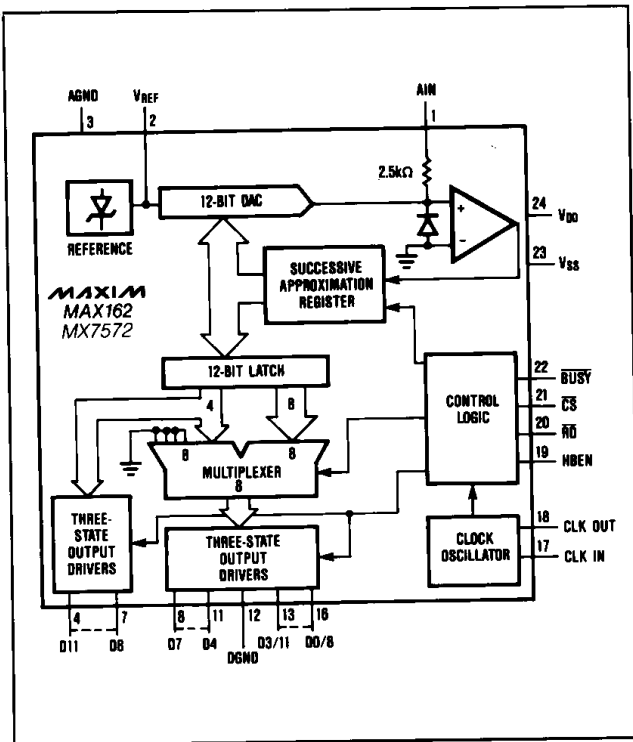 AGND VREF AIN
3 2 1
2.5kΩ
12-BIT DAC
+
−
24
VDD
23
VSS
REFERENCE
SUCCESSIVE
APPROXIMATION
REGISTER
MAXIM
MAX162
MX7572
12-BIT LATCH
4 8
8 8
MULTIPLEXER
8
CONTROL
LOGIC
22
BUSY
21
CS
20
RD
19
HBEN
THREE-
STATE
OUTPUT
DRIVERS
THREE-STATE
OUTPUT
DRIVERS
CLOCK
OSCILLATOR
18
CLK OUT
17
CLK IN
4 7 8 11 12 13 16
D11 D8 D7 D4 DGND D3/11 D0/8